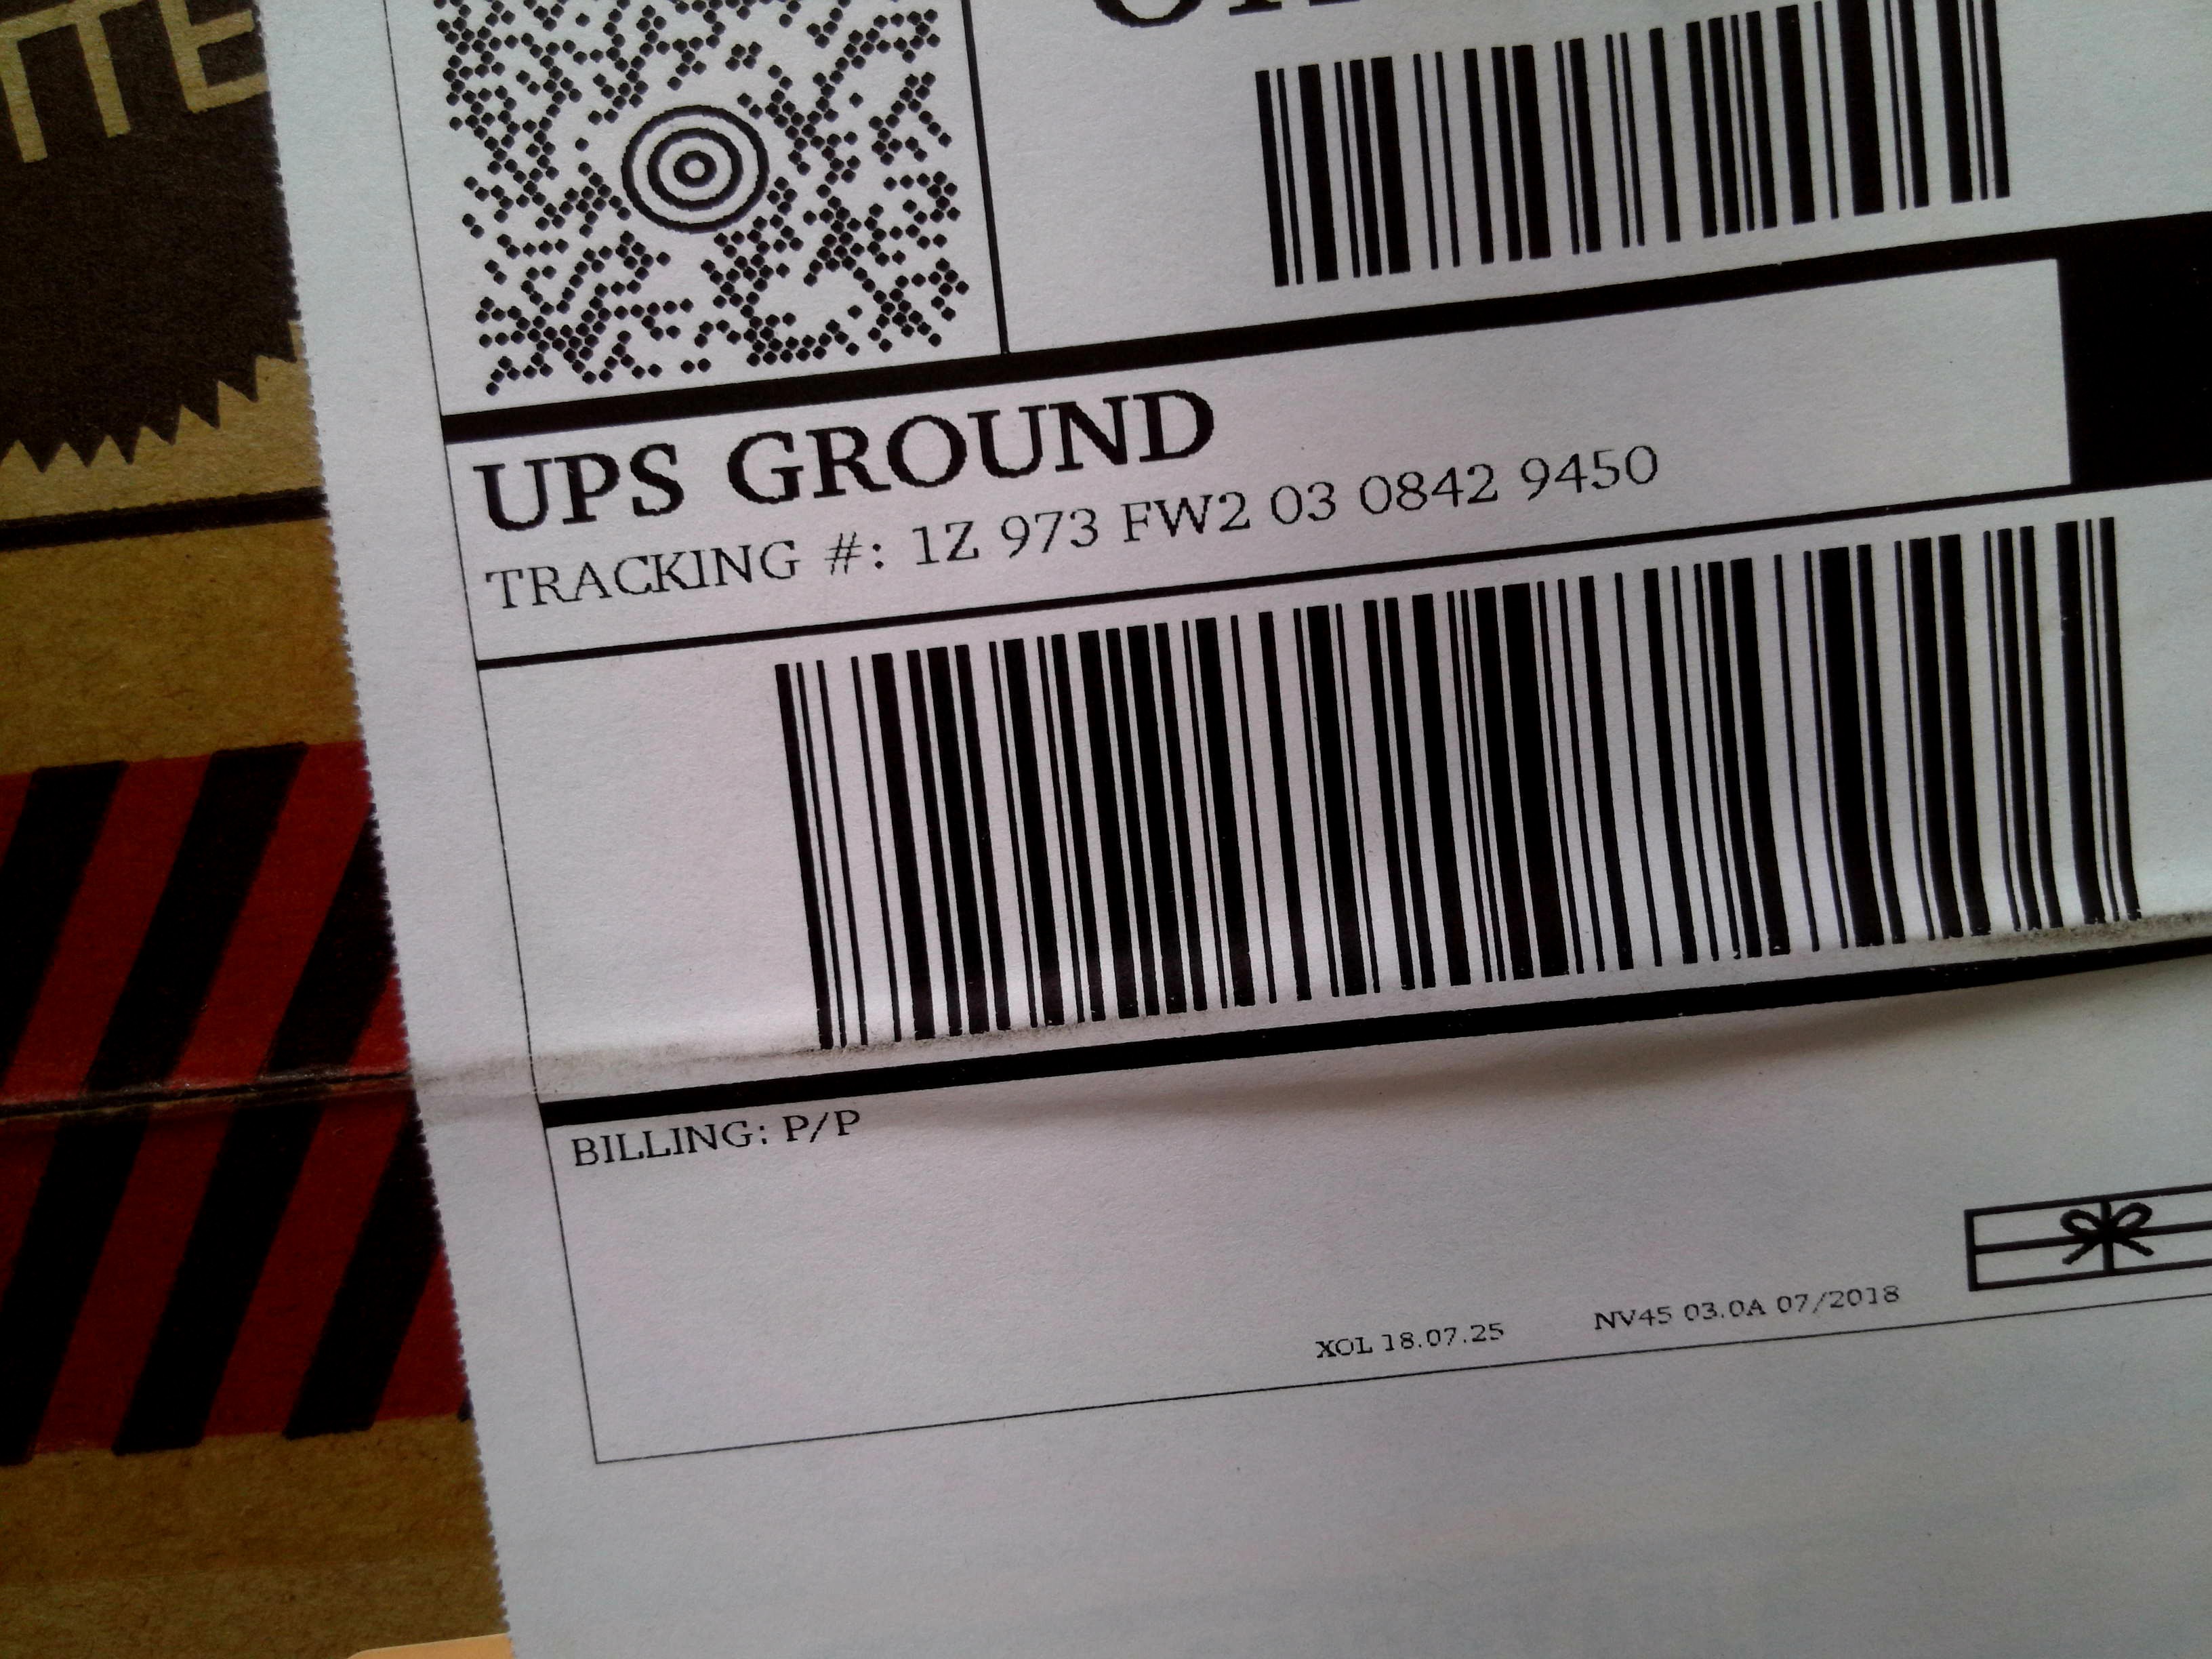 UPS GROUND
TRACKING #: 1Z 973 FW2 03 0842 9450
BILLING: P/P
XOL 18.07.25 NV45 03.0A 07/2018